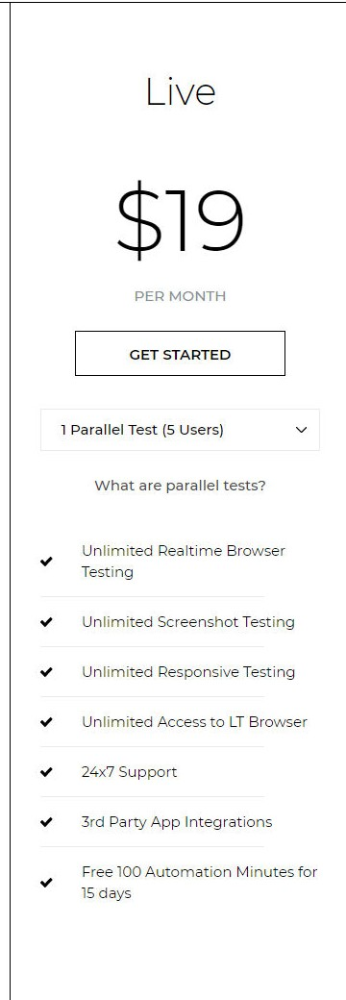 Live
$19
PER MONTH
GET STARTED
1 Parallel Test (5 Users)
What are parallel tests?
Unlimited Realtime Browser
Testing
Unlimited Screenshot Testing
Unlimited Responsive Testing
Unlimited Access to LT Browser
24x7 Support
3rd Party App Integrations
Free 100 Automation Minutes for
15 days